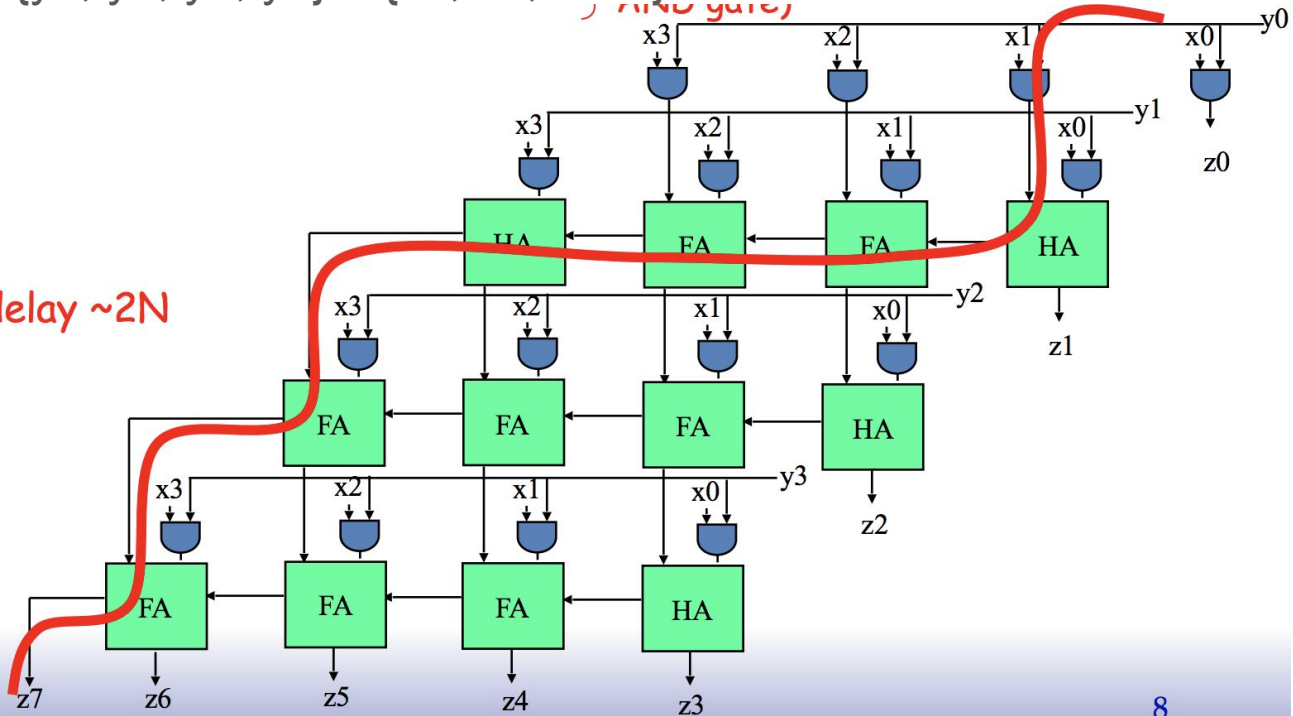 AND gate)
x3 x2 x1 x0 y0
x3 x2 x1 x0 y1
z0
HA FA FA HA
delay ~2N
x3 x2 x1 x0 y2
z1
FA FA FA HA
x3 x2 x1 x0 y3
z2
FA FA FA HA
z7 z6 z5 z4 z3
8